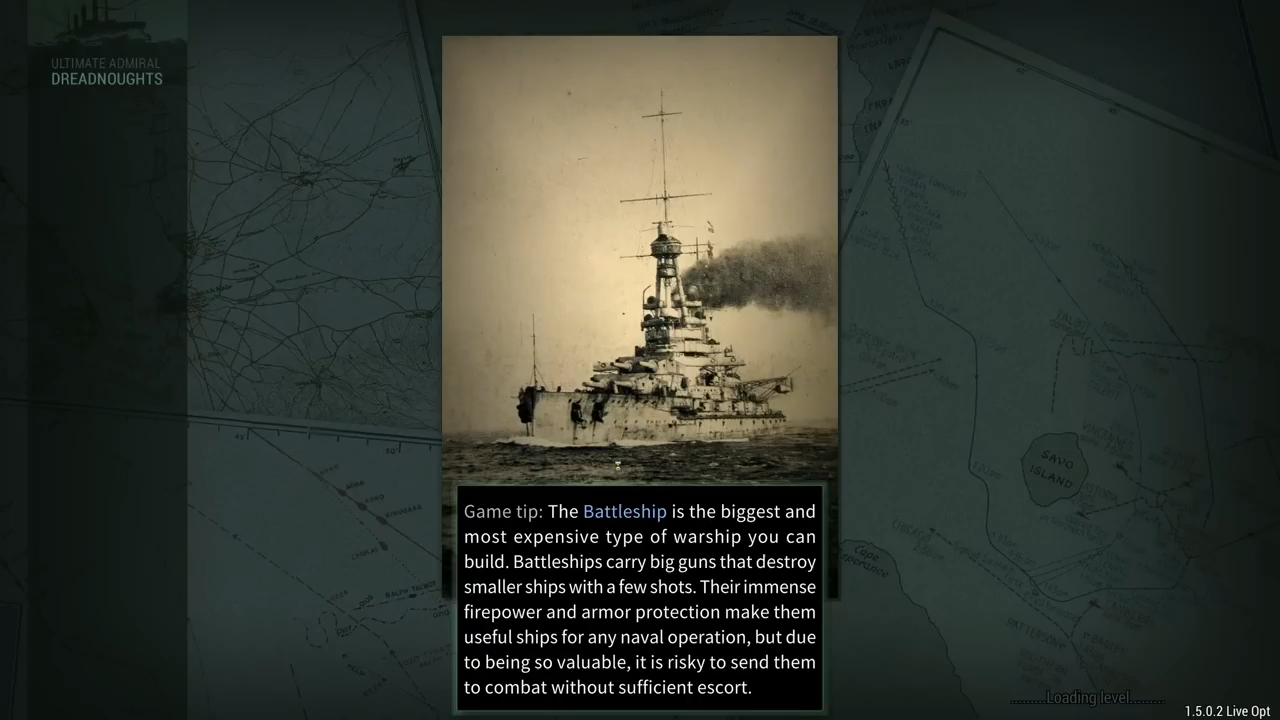 ULTIMATE ADMIRAL
DREADNOUGHTS
SAVO
ISLAND
Cape
Game tip: The Battleship is the biggest and
most expensive type of warship you can
build. Battleships carry big guns that destroy
smaller ships with a few shots. Their immense
firepower and armor protection make them
useful ships for any naval operation, but due
to being so valuable, it is risky to send them
to combat without sufficient escort.
..........Loading level..........
1.5.0.2 Live Opt